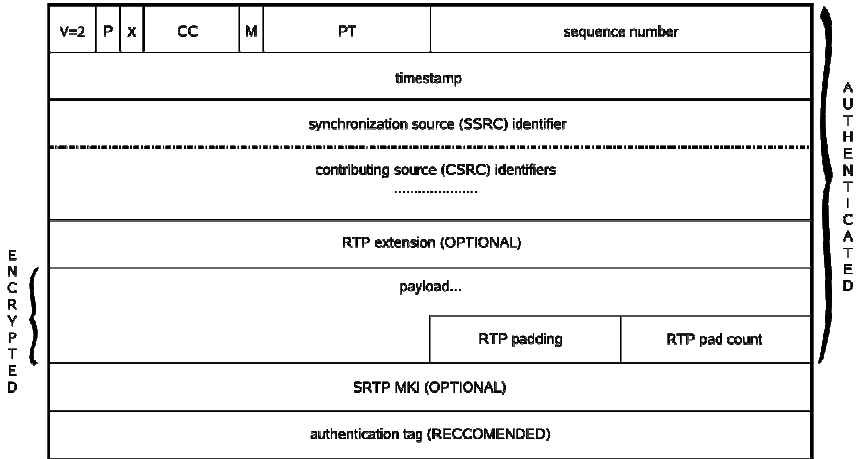 V=2 P X CC M PT sequence number
timestamp
synchronization source (SSRC) identifier
contributing source (CSRC) identifiers
....................
RTP extension (OPTIONAL)
payload...
RTP padding RTP pad count
SRTP MKI (OPTIONAL)
authentication tag (RECCOMENDED)
ENCRYPTED
AUTHENTICATED